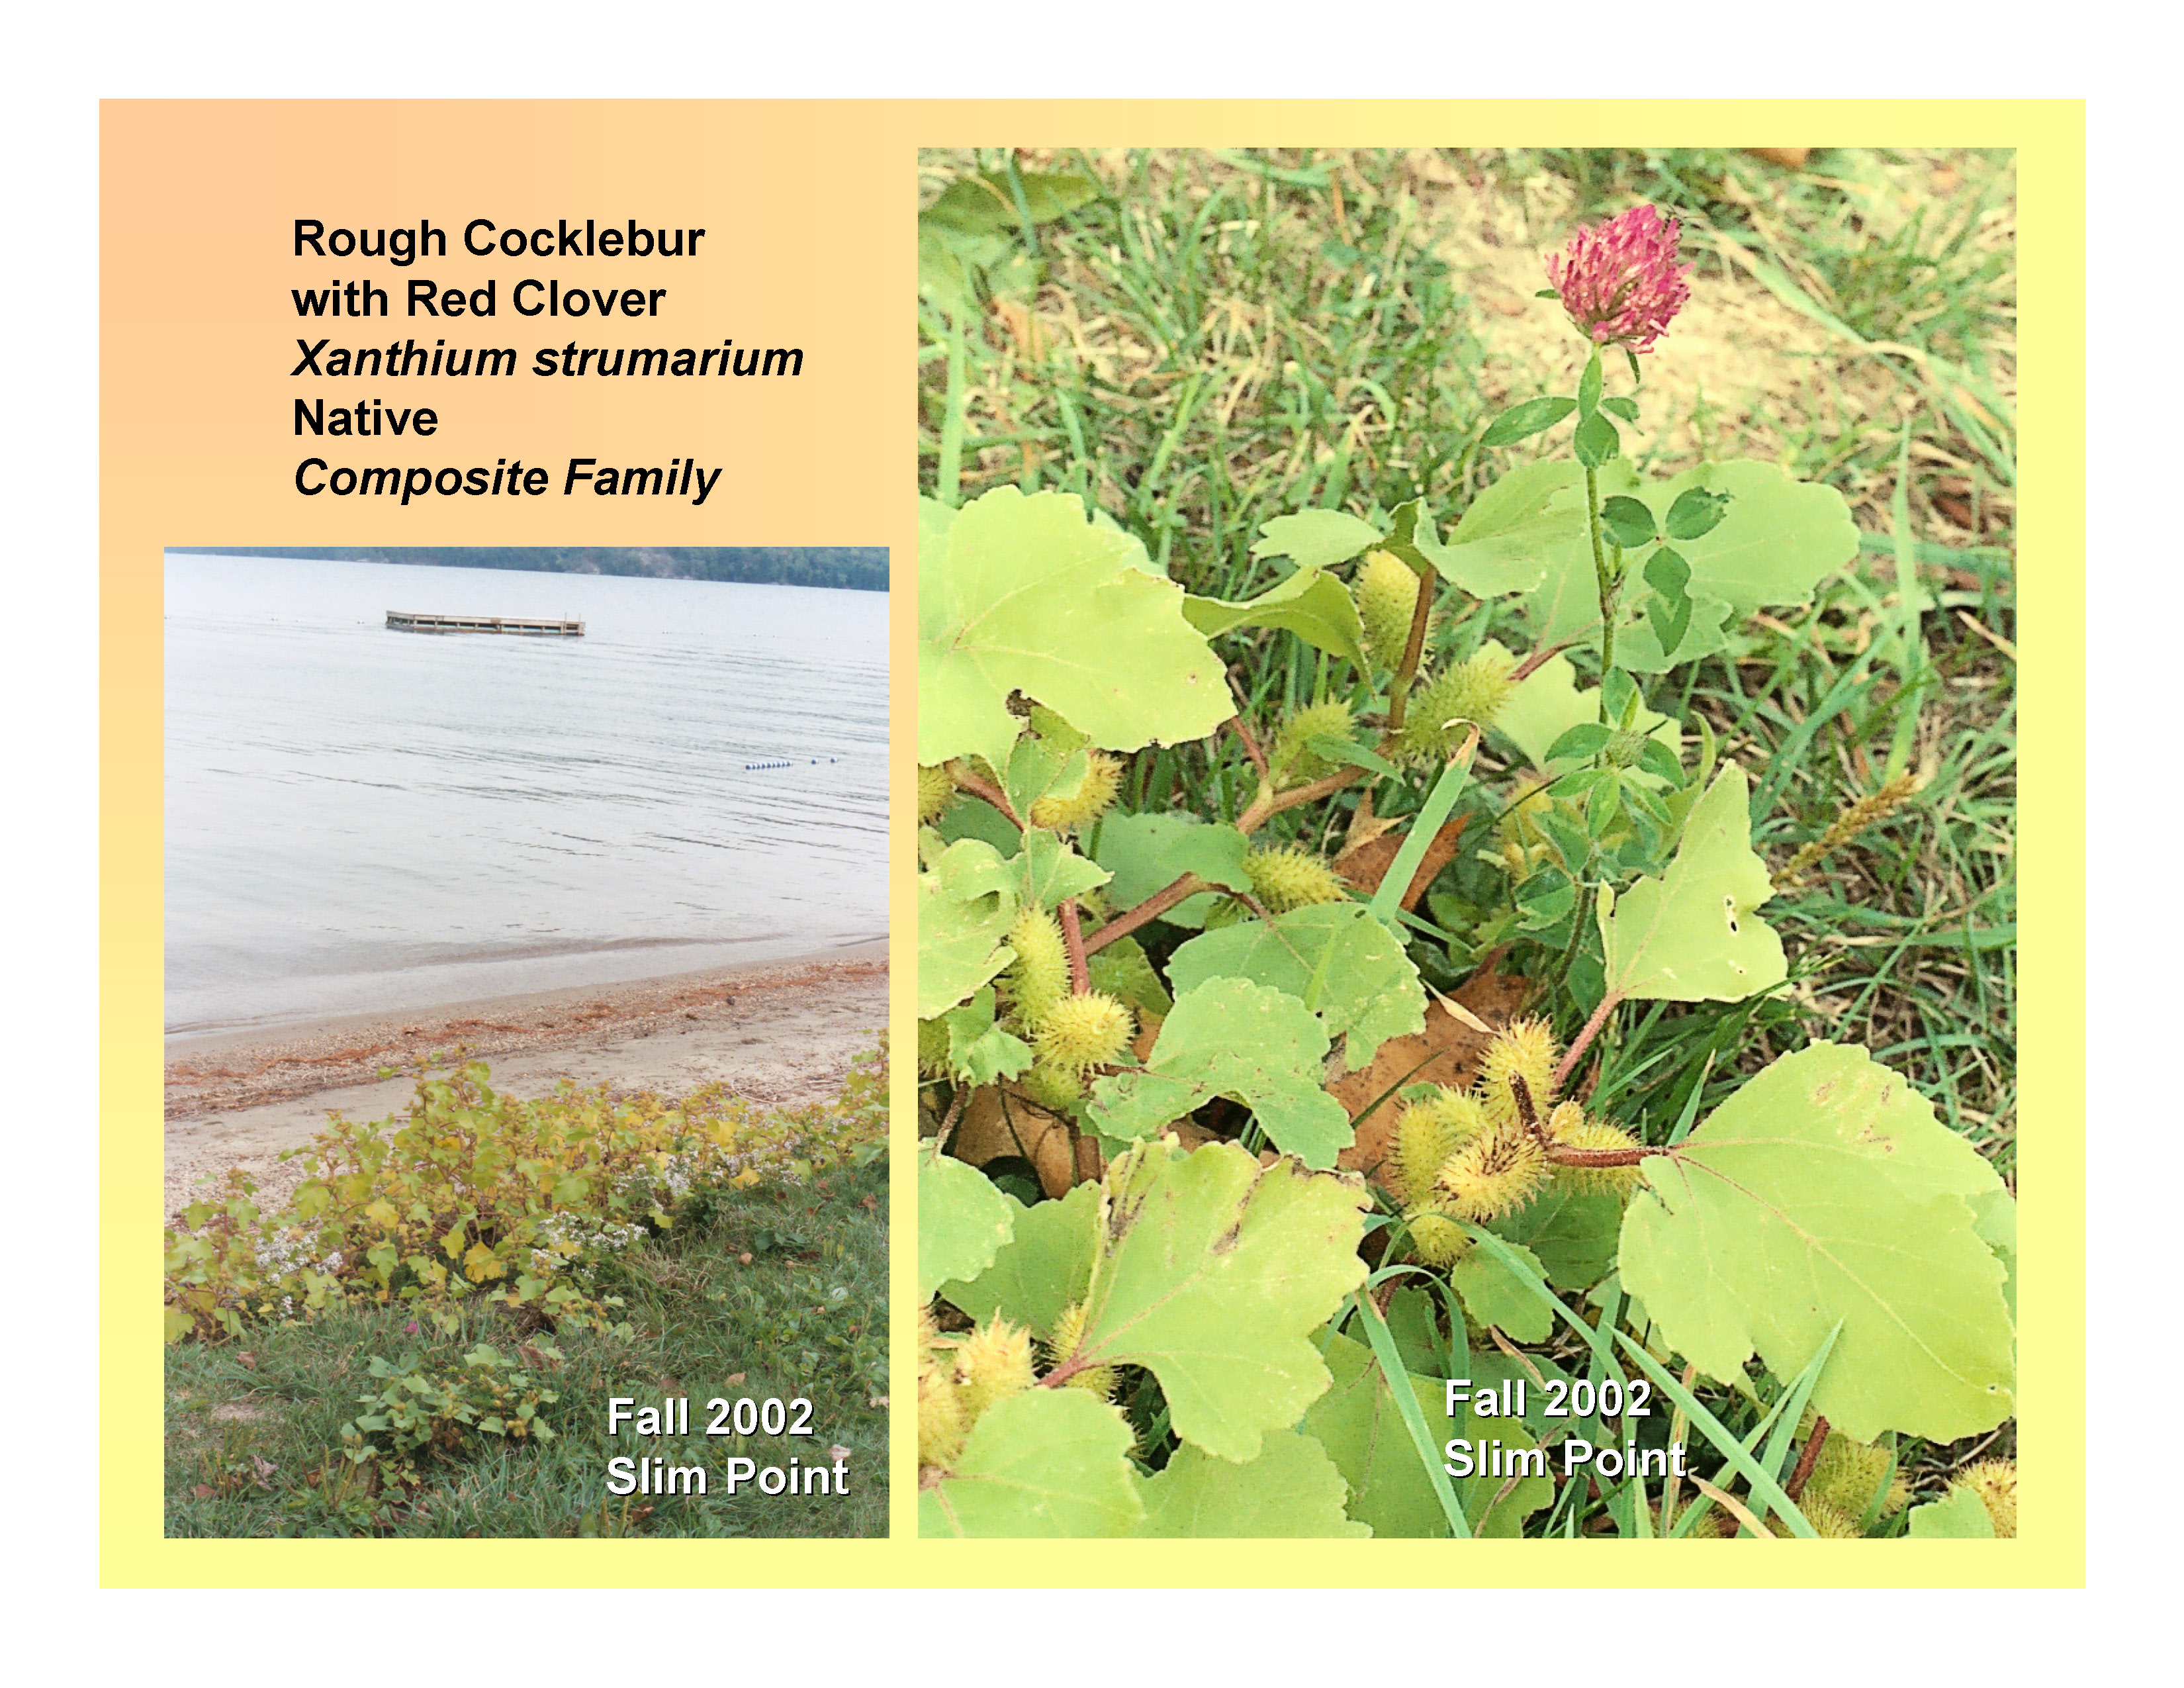 Rough Cocklebur
with Red Clover
Xanthium strumarium
Native
Composite Family
Fall 2002
Slim Point
Fall 2002
Slim Point